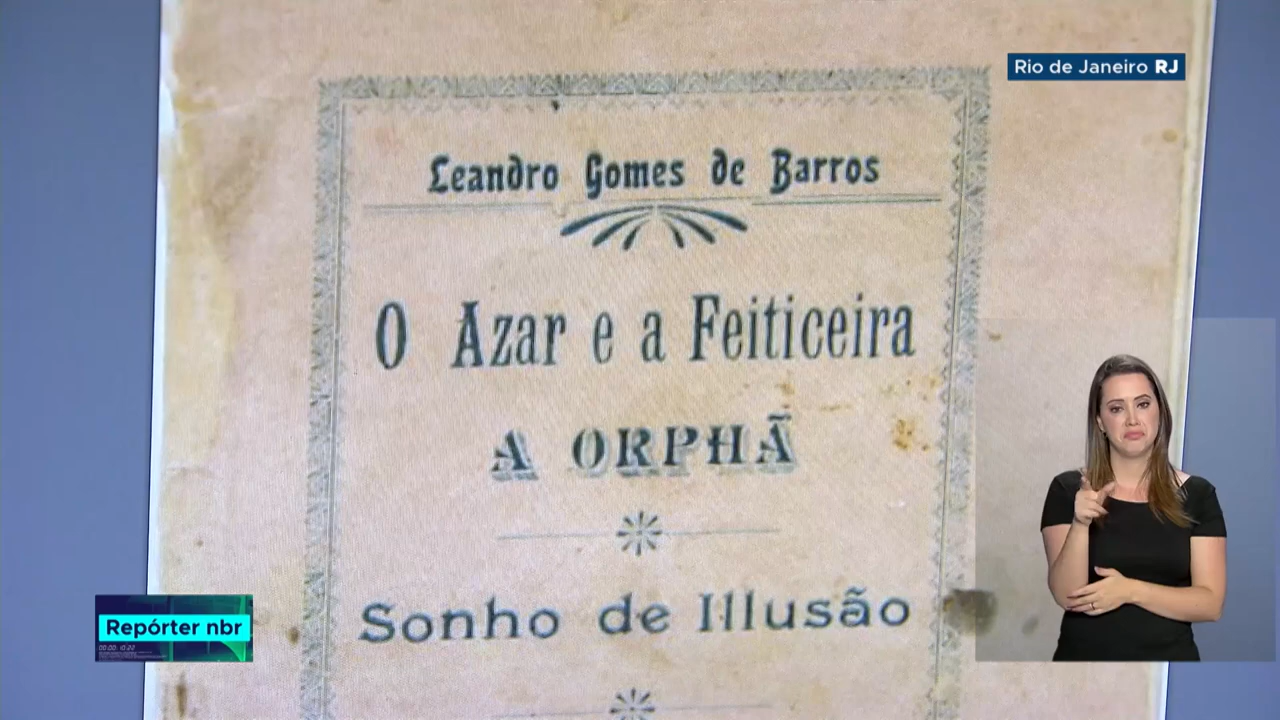 Rio de Janeiro RJ
Leandro Gomes de Barros
O Azar e a Feiticeira
A ORPHÃ
Sonho de Illusão
Repórter nbr